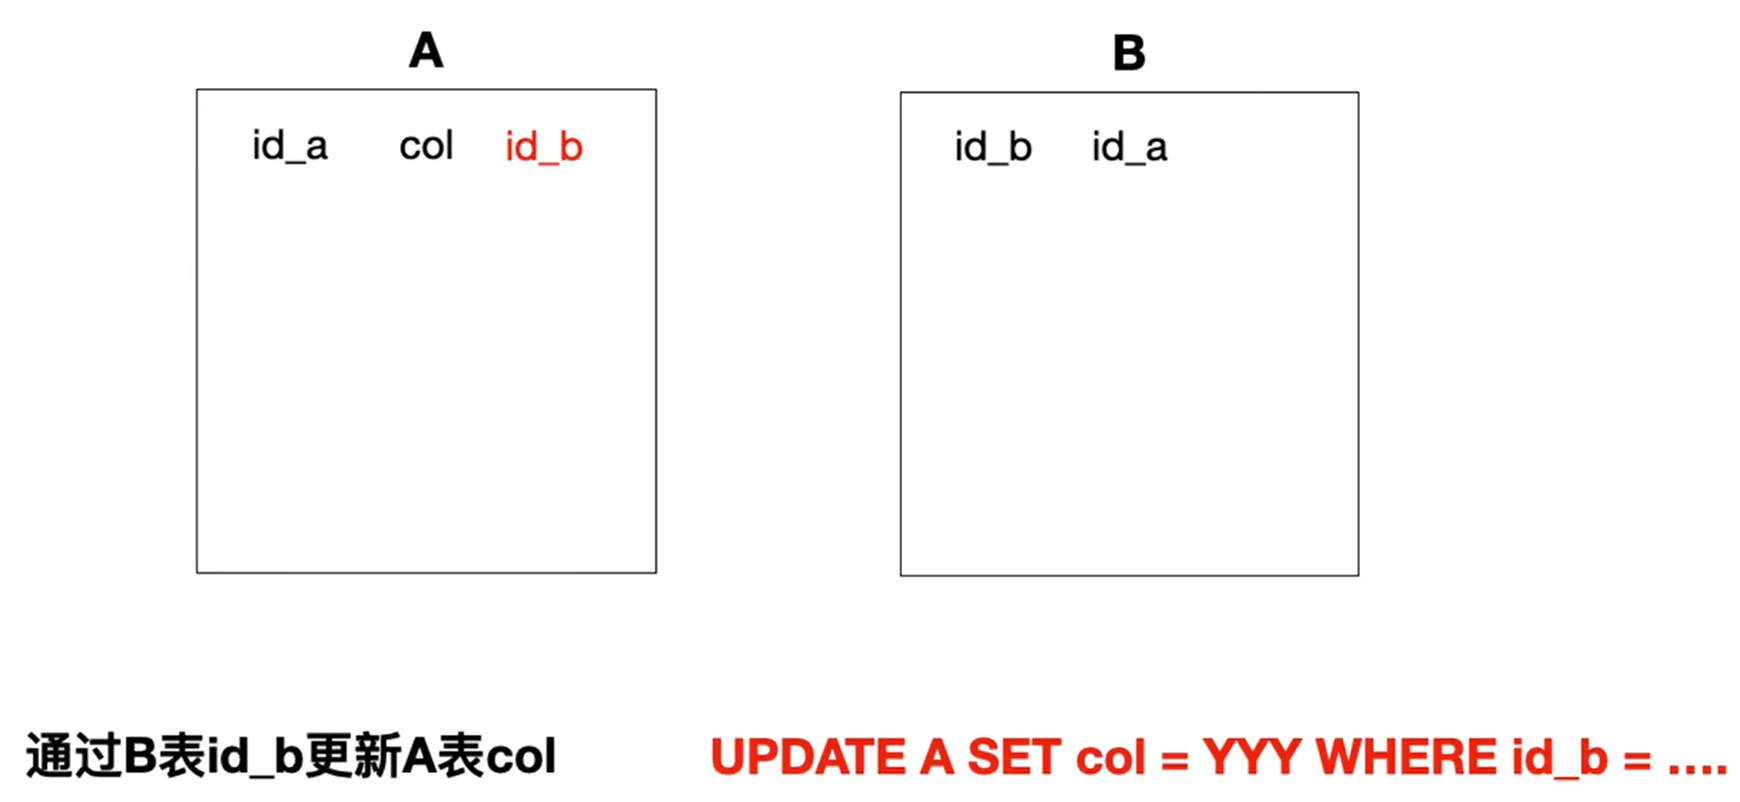 A
B
id_a col id_b
id_b id_a
通过B表id_b更新A表col
UPDATE A SET col = YYY WHERE id_b = ....